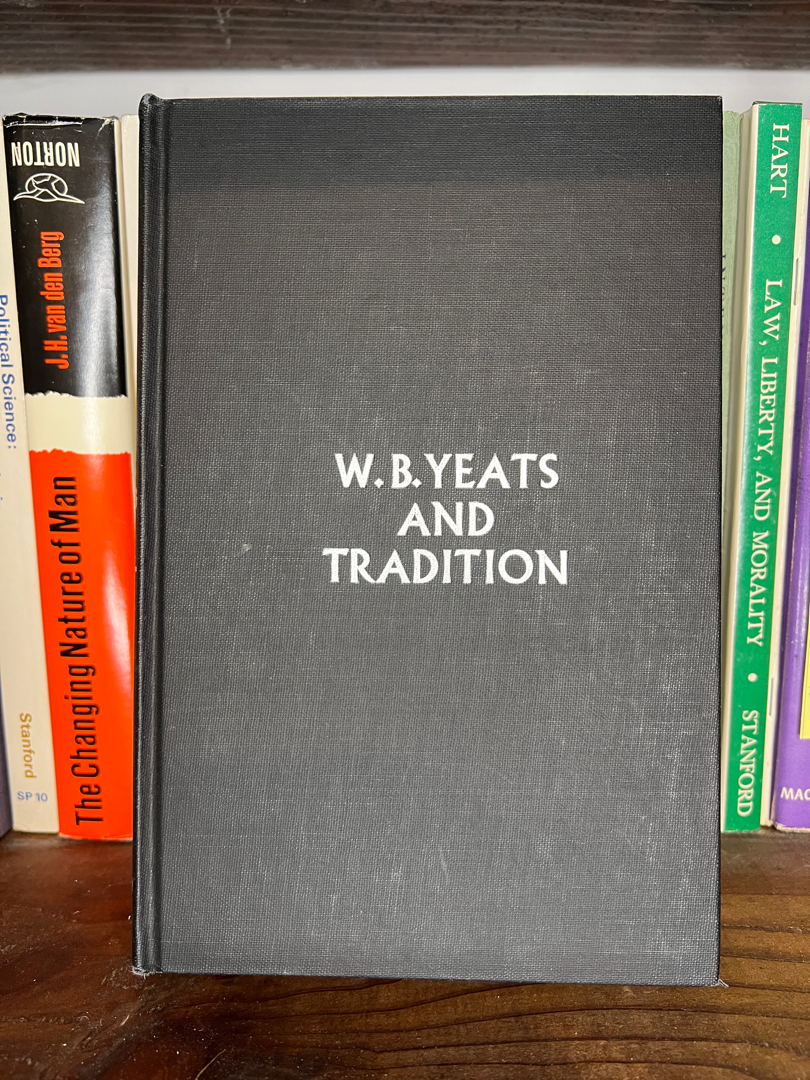 W.B.YEATS
AND
TRADITION
NORTON
J.H. van den Berg
The Changing Nature of Man
Political Science:
Stanford
SP 10
HART • LAW, LIBERTY, AND MORALITY • STANFORD